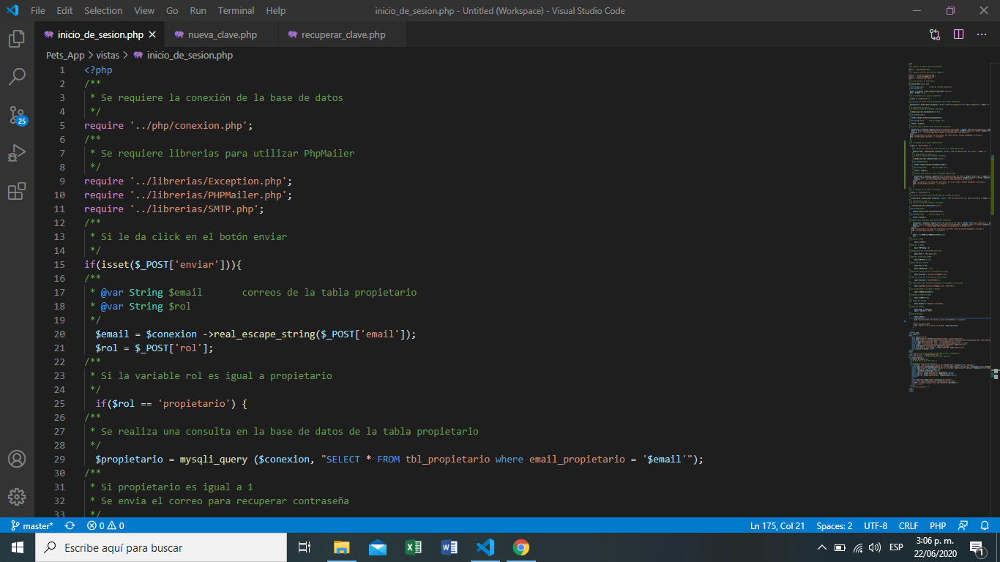 File Edit Selection View Go Run Terminal Help inicio_de_sesion.php - Untitled (Workspace) - Visual Studio Code
inicio_de_sesion.php nueva_clave.php recuperar_clave.php
Pets_App > vistas > inicio_de_sesion.php
1 <?php
2 /**
3 * Se requiere la conexión de la base de datos
4 */
5 require '../php/conexion.php';
6 /**
7 * Se requiere librerias para utilizar PhpMailer
8 */
9 require '../librerias/Exception.php';
10 require '../librerias/PHPMailer.php';
11 require '../librerias/SMTP.php';
12 /**
13 * Si le da click en el botón enviar
14 */
15 if(isset($_POST['enviar'])){
16 /**
17 * @var String $email correos de la tabla propietario
18 * @var String $rol
19 */
20 $email = $conexion ->real_escape_string($_POST['email']);
21 $rol = $_POST['rol'];
22 /**
23 * Si la variable rol es igual a propietario
24 */
25 if($rol == 'propietario') {
26 /**
27 * Se realiza una consulta en la base de datos de la tabla propietario
28 */
29 $propietario = mysqli_query ($conexion, "SELECT * FROM tbl_propietario where email_propietario = '$email'");
30 /**
31 * Si propietario es igual a 1
32 * Se envia el correo para recuperar contraseña
33 */
25
master* 0 0 Ln 175, Col 21 Spaces: 2 UTF-8 CRLF PHP
Escribe aquí para buscar
ESP
3:06 p. m.
22/06/2020
1